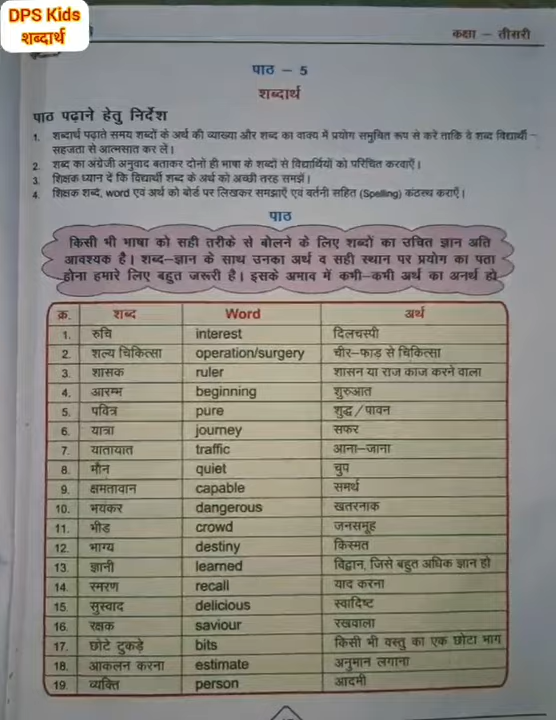 DPS Kids
शब्दार्थ
कक्षा – तीसरी
पाठ – 5
शब्दार्थ
पाठ पढ़ाने हेतु निर्देश
1. शब्दार्थ पढ़ाते समय शब्दों के अर्थ की व्याख्या और शब्द का वाक्य में प्रयोग समुचित रूप से करें ताकि वे शब्द विद्यार्थी –
सहजता से आत्मसात कर लें।
2. शब्द का अंग्रेजी अनुवाद बताकर दोनों ही भाषा के शब्दों से विद्यार्थियों को परिचित करवाएँ।
3. शिक्षक ध्यान दें कि विद्यार्थी शब्द के अर्थ को अच्छी तरह समझें।
4. शिक्षक शब्द, word एवं अर्थ को बोर्ड पर लिखकर समझाएँ एवं वर्तनी सहित (Spelling) कंठस्थ कराएँ।
पाठ
किसी भी भाषा को सही तरीके से बोलने के लिए शब्दों का उचित ज्ञान अति
आवश्यक है। शब्द–ज्ञान के साथ उनका अर्थ व सही स्थान पर प्रयोग का पता
होना हमारे लिए बहुत जरूरी है। इसके अभाव में कभी–कभी अर्थ का अनर्थ हो
क्र. शब्द Word अर्थ
1. रुचि interest दिलचस्पी
2. शल्य चिकित्सा operation/surgery चीर–फाड़ से चिकित्सा
3. शासक ruler शासन या राज काज करने वाला
4. आरम्भ beginning शुरुआत
5. पवित्र pure शुद्ध/पावन
6. यात्रा journey सफर
7. यातायात traffic आना–जाना
8. मौन quiet चुप
9. क्षमतावान capable समर्थ
10. भयंकर dangerous खतरनाक
11. भीड़ crowd जनसमूह
12. भाग्य destiny किस्मत
13. ज्ञानी learned विद्वान, जिसे बहुत अधिक ज्ञान हो
14. स्मरण recall याद करना
15. सुस्वाद delicious स्वादिष्ट
16. रक्षक saviour रखवाला
17. छोटे टुकड़े bits किसी भी वस्तु का एक छोटा भाग
18. आकलन करना estimate अनुमान लगाना
19. व्यक्ति person आदमी